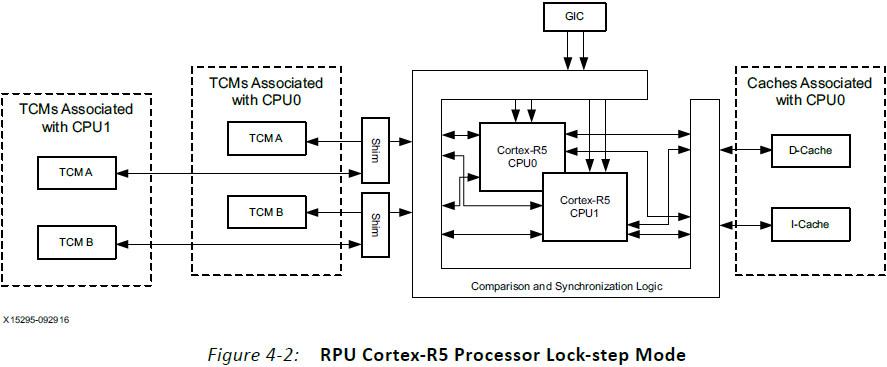 GIC
TCMs Associated
with CPU1
TCM A
TCM B
TCMs Associated
with CPU0
TCM A
TCM B
Shim
Shim
Cortex-R5
CPU0
Cortex-R5
CPU1
Comparison and Synchronization Logic
Caches Associated
with CPU0
D-Cache
I-Cache
X15295-092916
Figure 4-2: RPU Cortex-R5 Processor Lock-step Mode